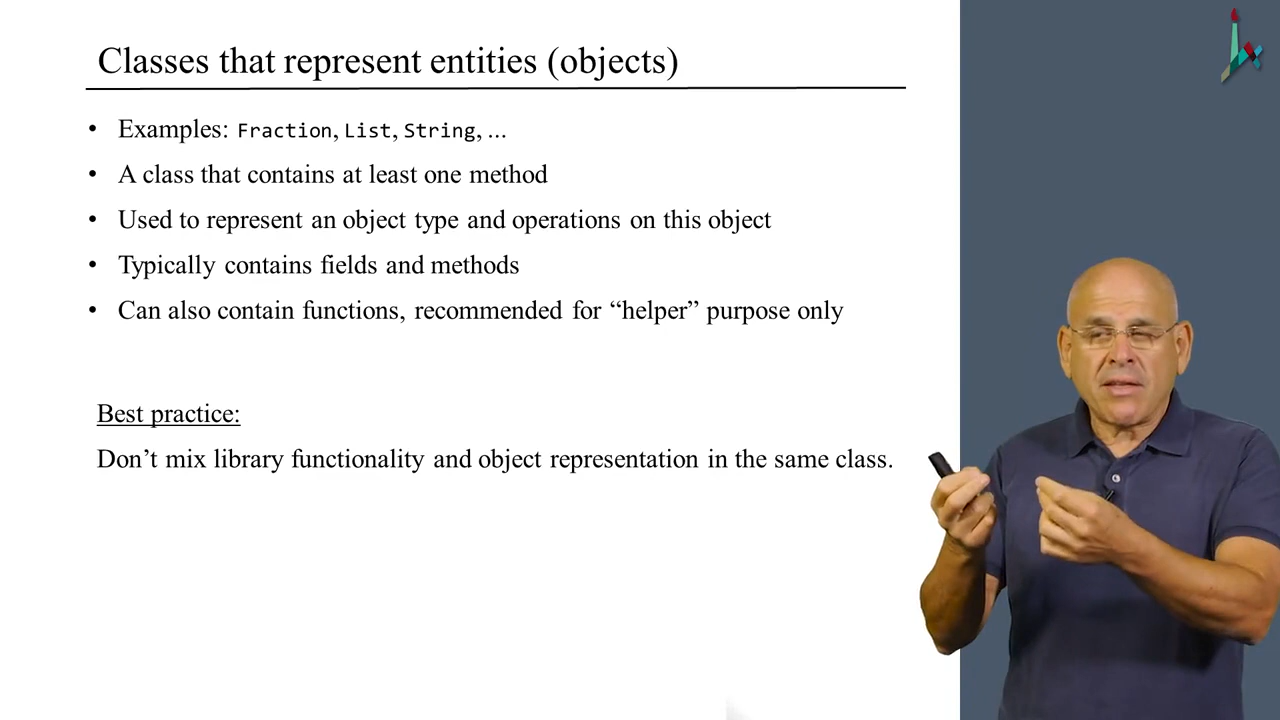 Classes that represent entities (objects)
• Examples: Fraction, List, String, ...
• A class that contains at least one method
• Used to represent an object type and operations on this object
• Typically contains fields and methods
• Can also contain functions, recommended for “helper” purpose only
Best practice:
Don’t mix library functionality and object representation in the same class.